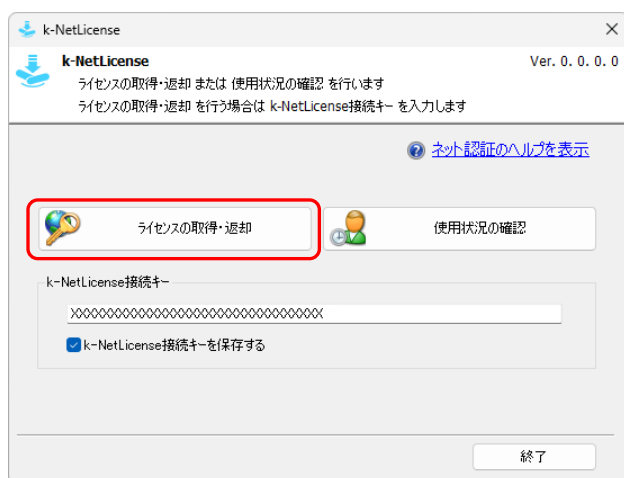 k-NetLicense
k-NetLicense Ver. 0. 0. 0. 0
ライセンスの取得・返却 または 使用状況の確認 を行います
ライセンスの取得・返却 を行う場合は k-NetLicense接続キー を入力します
ネット認証のヘルプを表示
ライセンスの取得・返却 使用状況の確認
k-NetLicense接続キー
XXXXXXXXXXXXXXXXXXXXXXXXXXXXXXXX
k-NetLicense接続キーを保存する
終了